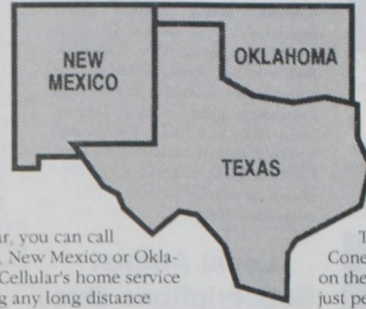 NEW
MEXICO
OKLAHOMA
TEXAS
ar, you can call
, New Mexico or Okla-
Cellular's home service
g any long distance
T
Cone
on the
just pe